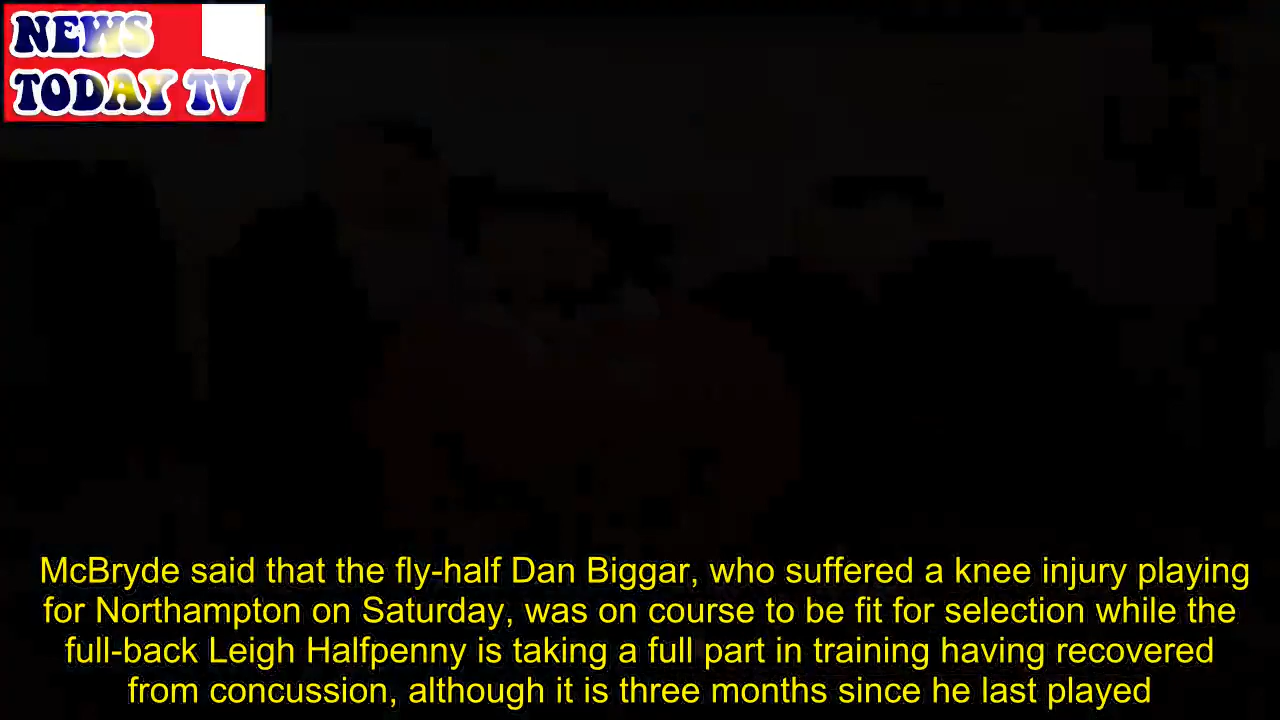 NEWS
TODAY TV
McBryde said that the fly-half Dan Biggar, who suffered a knee injury playing
for Northampton on Saturday, was on course to be fit for selection while the
full-back Leigh Halfpenny is taking a full part in training having recovered
from concussion, although it is three months since he last played